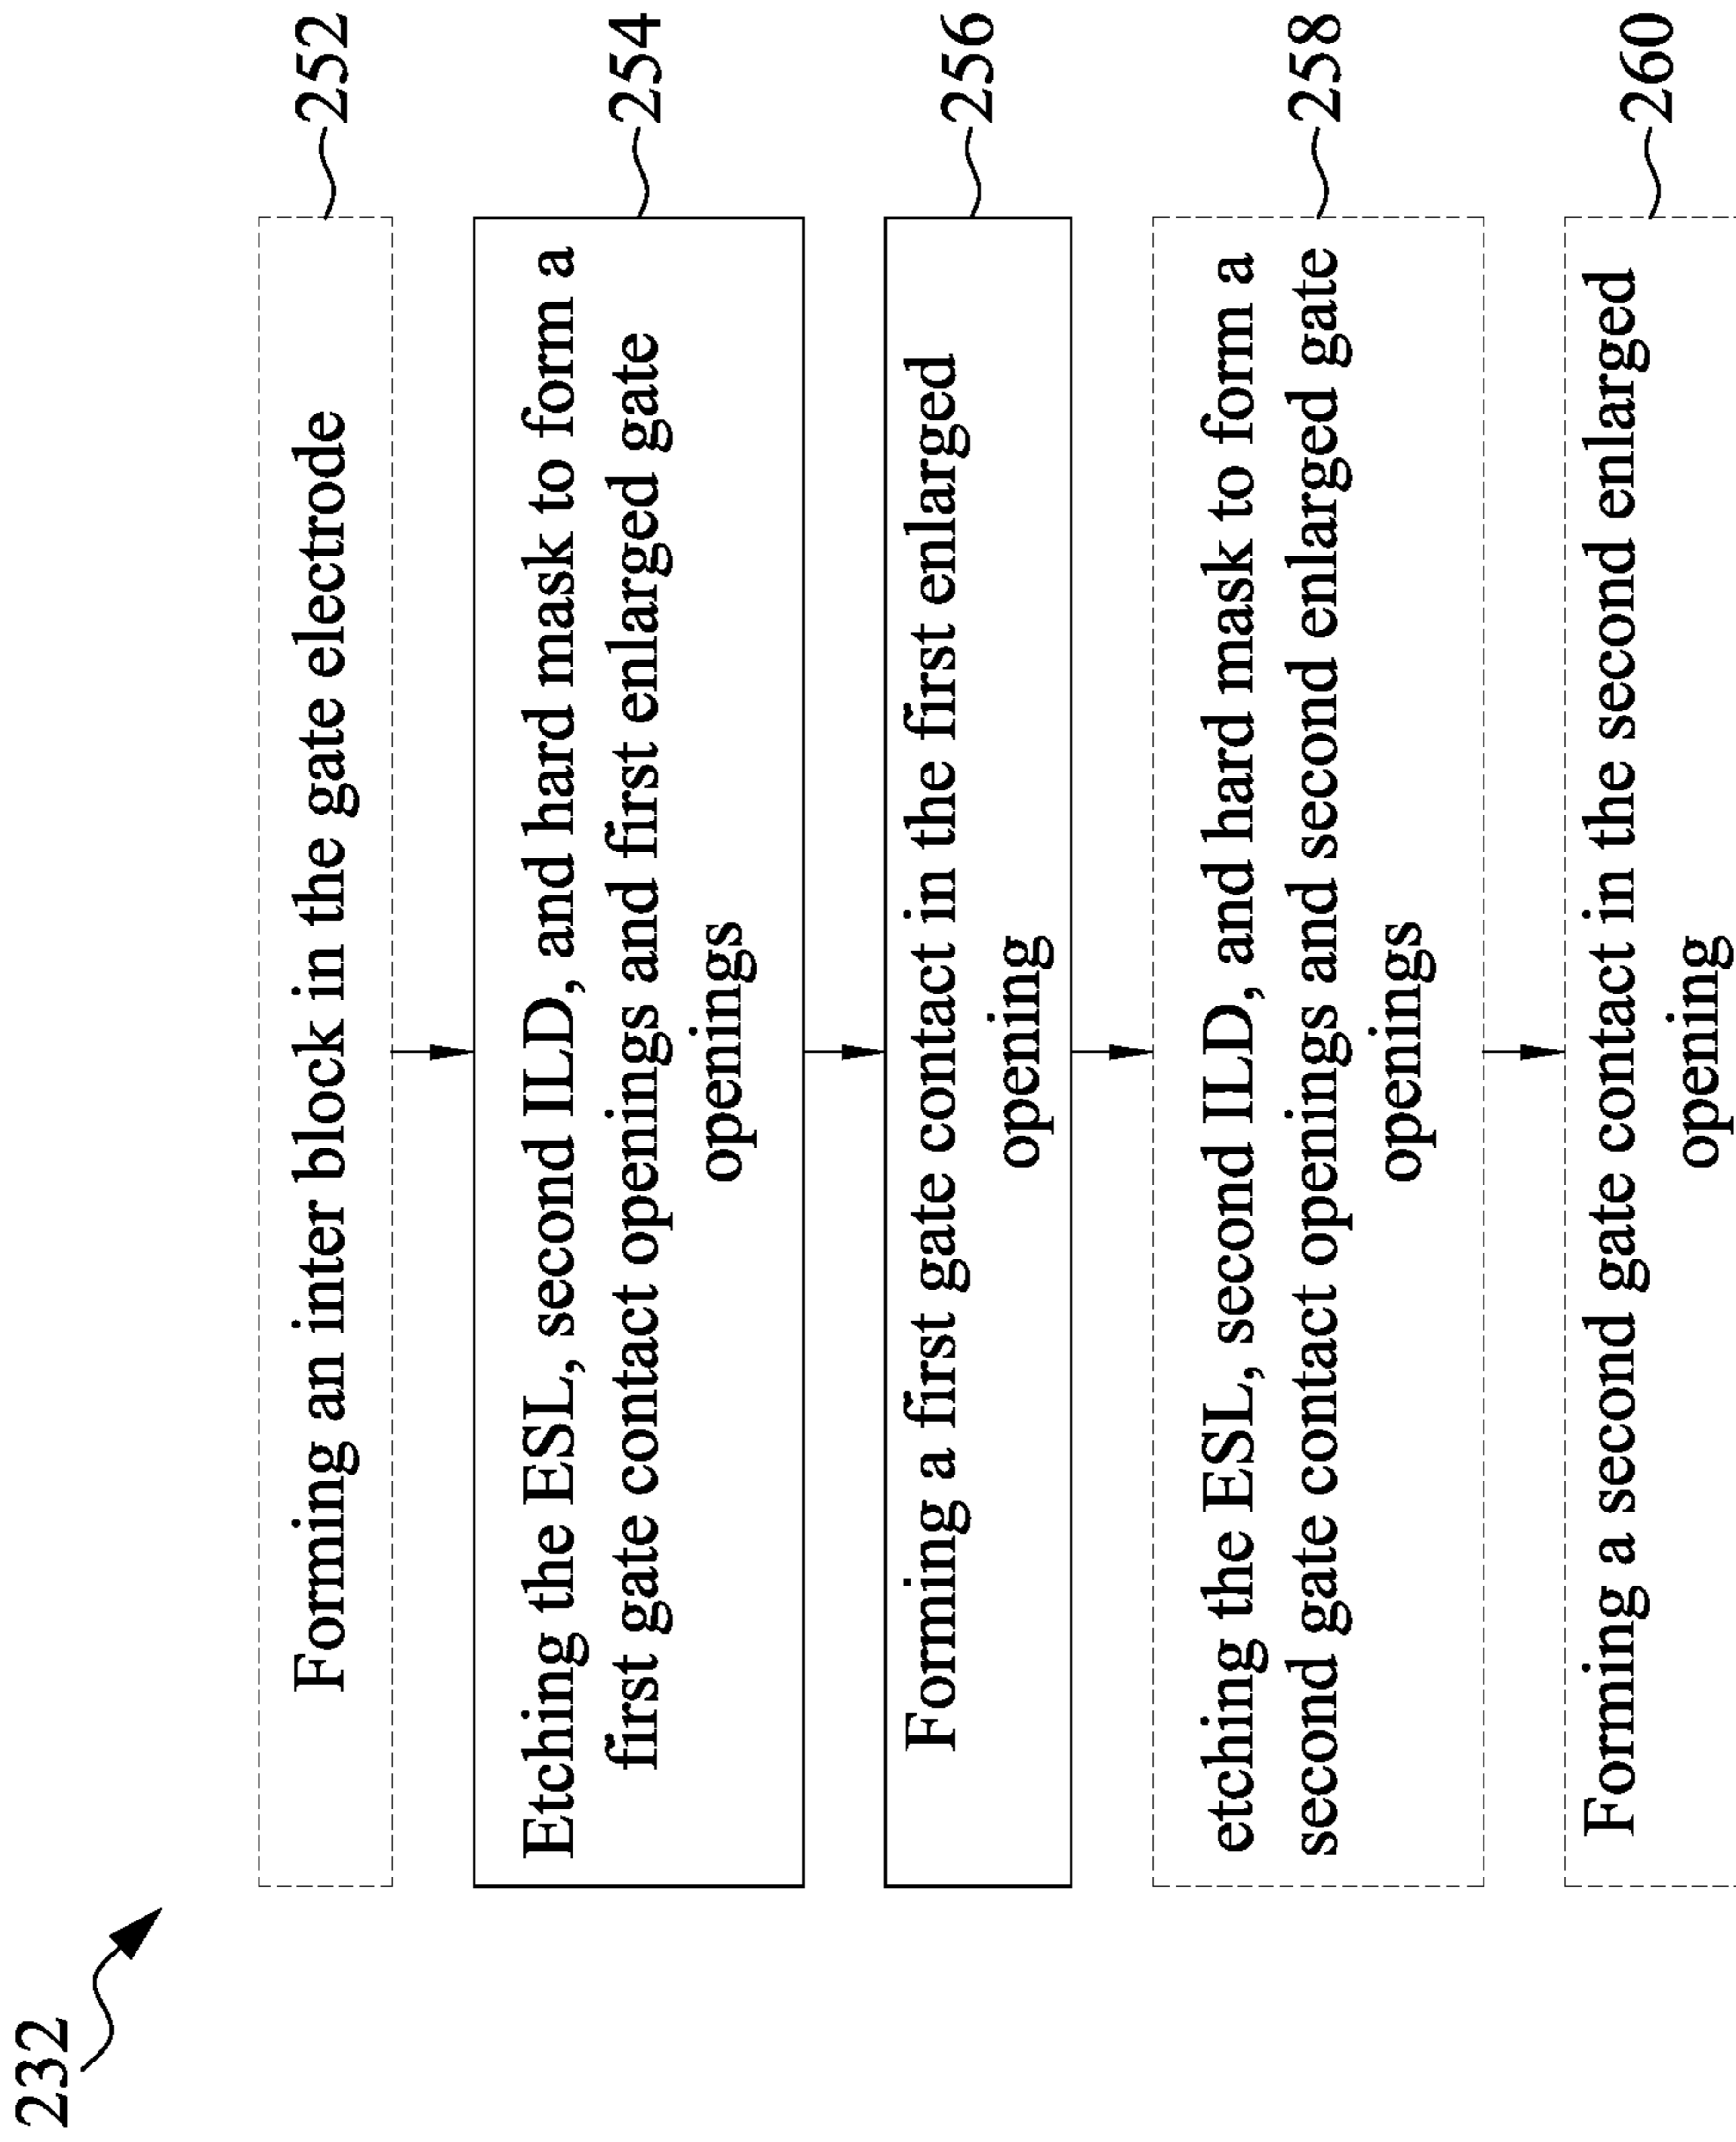 232
Forming an inter block in the gate electrode
252
Etching the ESL, second ILD, and hard mask to form a
first gate contact openings and first enlarged gate
openings
254
Forming a first gate contact in the first enlarged
opening
256
etching the ESL, second ILD, and hard mask to form a
second gate contact openings and second enlarged gate
openings
258
Forming a second gate contact in the second enlarged
opening
260